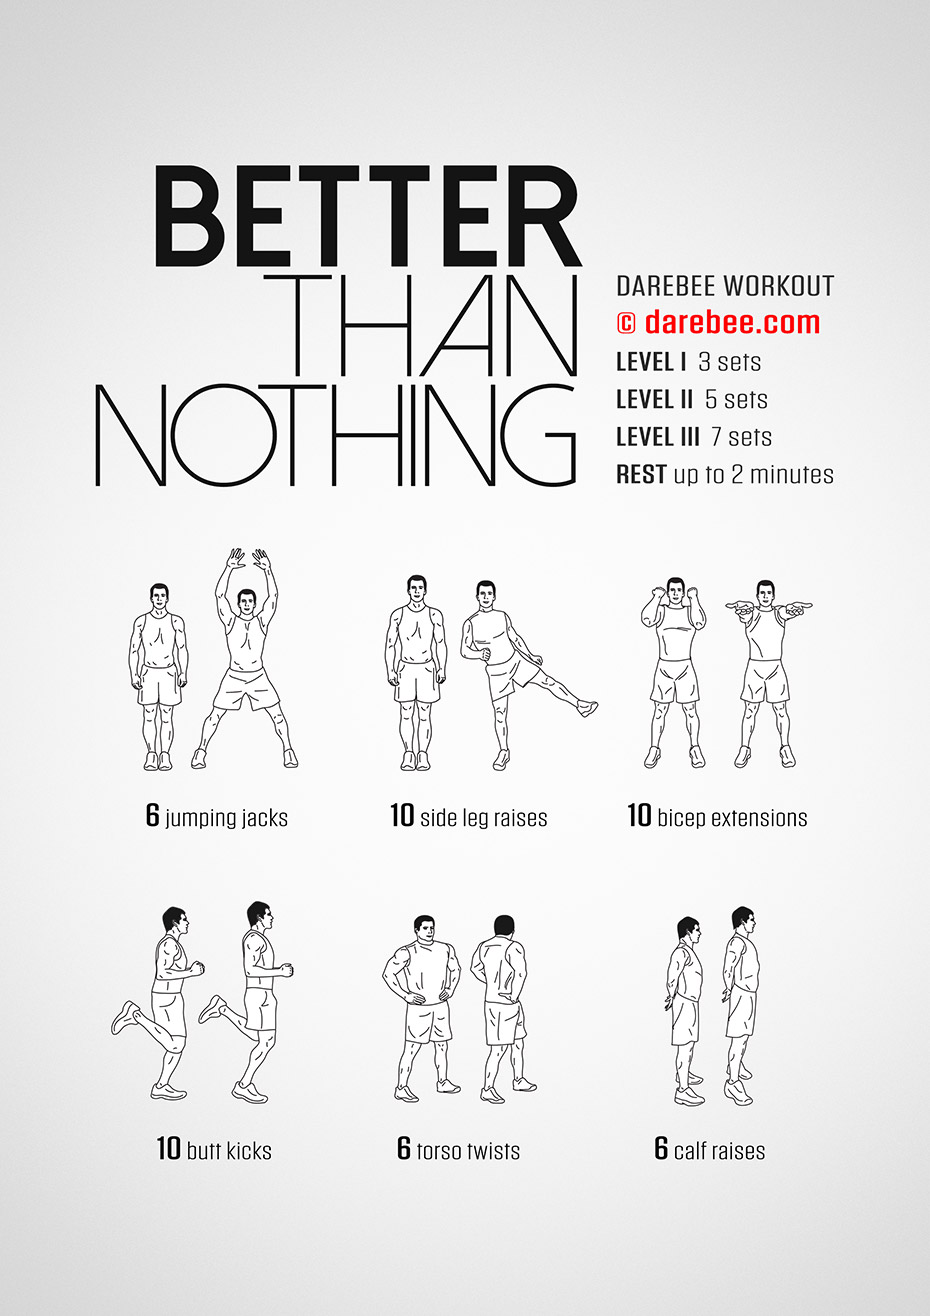 BETTER
THAN
NOTHING
DAREBEE WORKOUT
© darebee.com
LEVEL I 3 sets
LEVEL II 5 sets
LEVEL III 7 sets
REST up to 2 minutes
6 jumping jacks
10 side leg raises
10 bicep extensions
10 butt kicks
6 torso twists
6 calf raises